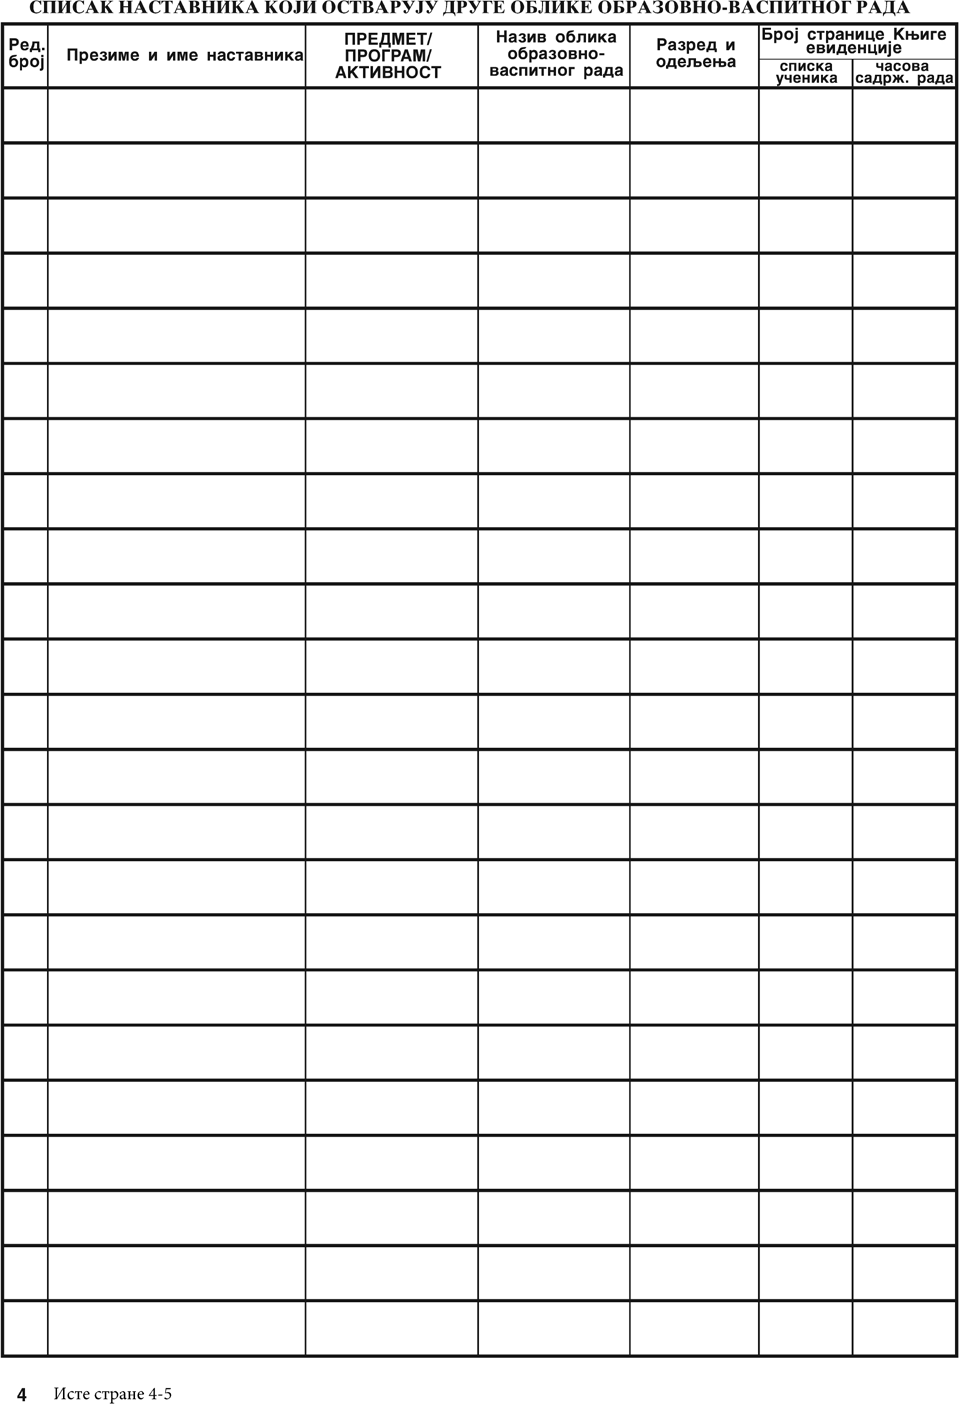 СПИСАК НАСТАВНИКА КОЈИ ОСТВАРУЈУ ДРУГЕ ОБЛИКЕ ОБРАЗОВНО-ВАСПИТНОГ РАДА
Ред.
број
Презиме и име наставника
ПРЕДМЕТ/
ПРОГРАМ/
АКТИВНОСТ
Назив облика
образовно-
васпитног рада
Разред и
одељења
Број странице Књиге
евиденције
списка
ученика
часова
садрж. рада
4 Исте стране 4-5